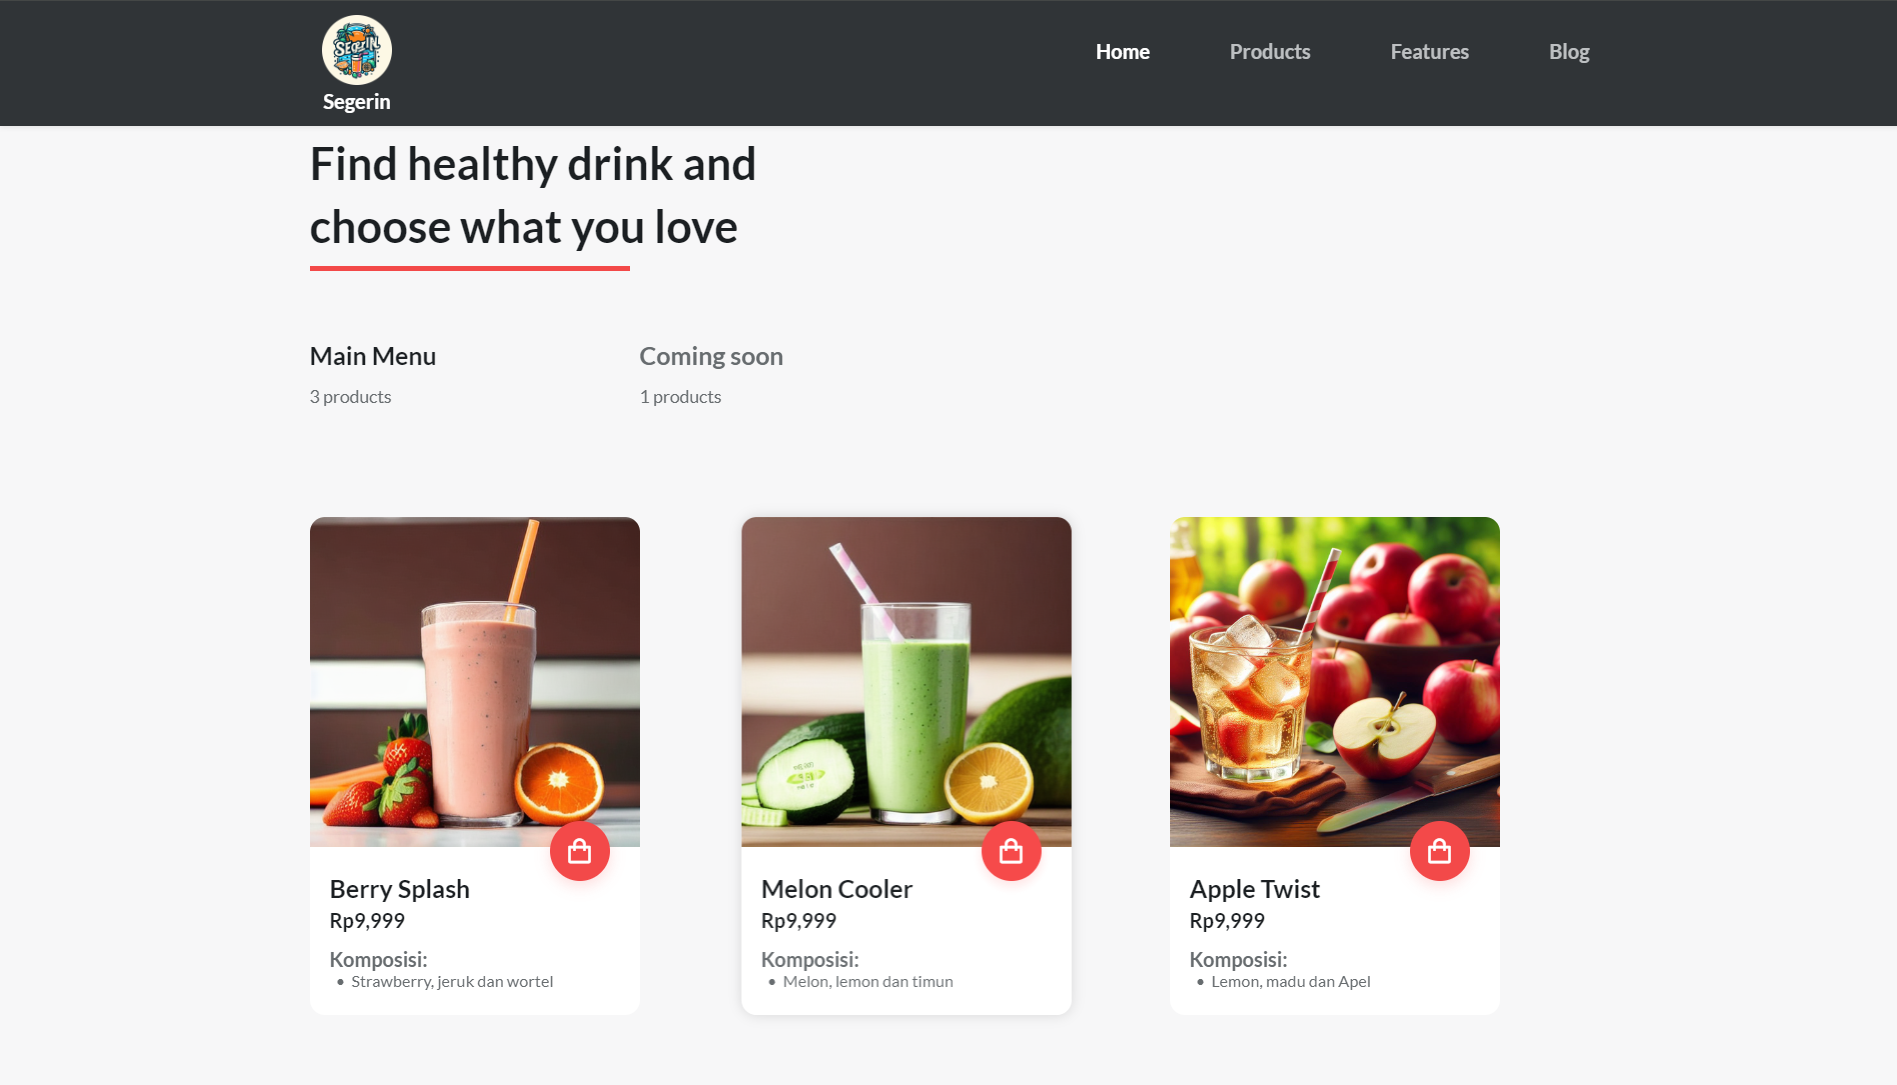 SEGERIN
Segerin
Home
Products
Features
Blog
Find healthy drink and
choose what you love
Main Menu
3 products
Coming soon
1 products
Berry Splash
Rp9,999
Komposisi:
• Strawberry, jeruk dan wortel
Melon Cooler
Rp9,999
Komposisi:
• Melon, lemon dan timun
Apple Twist
Rp9,999
Komposisi:
• Lemon, madu dan Apel